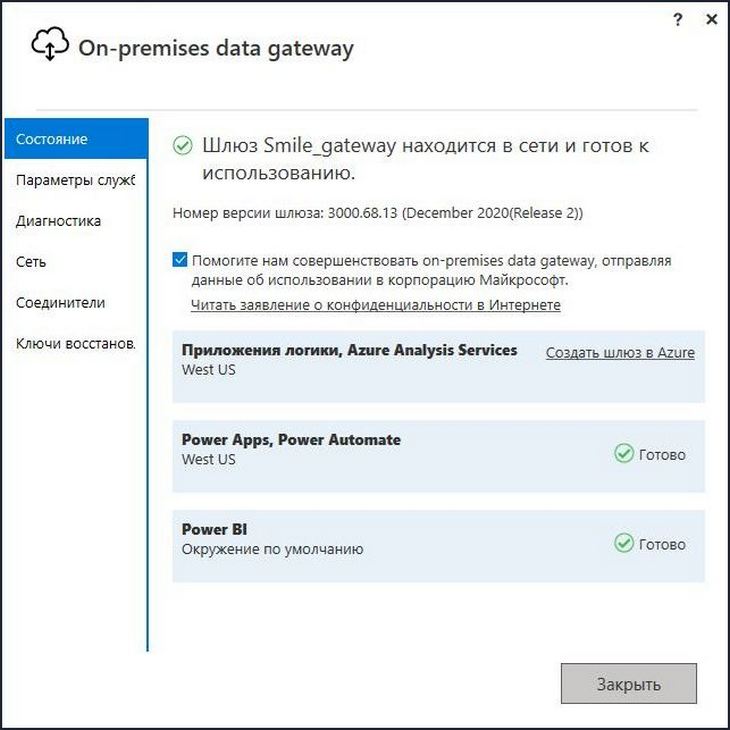 ? ×
On-premises data gateway
Состояние
Параметры служб
Диагностика
Сеть
Соединители
Ключи восстанов.
Шлюз Smile_gateway находится в сети и готов к
использованию.
Номер версии шлюза: 3000.68.13 (December 2020(Release 2))
Помогите нам совершенствовать on-premises data gateway, отправляя
данные об использовании в корпорацию Майкрософт.
Читать заявление о конфиденциальности в Интернете
Приложения логики, Azure Analysis Services
Создать шлюз в Azure
West US
Power Apps, Power Automate
West US
Готово
Power BI
Окружение по умолчанию
Готово
Закрыть